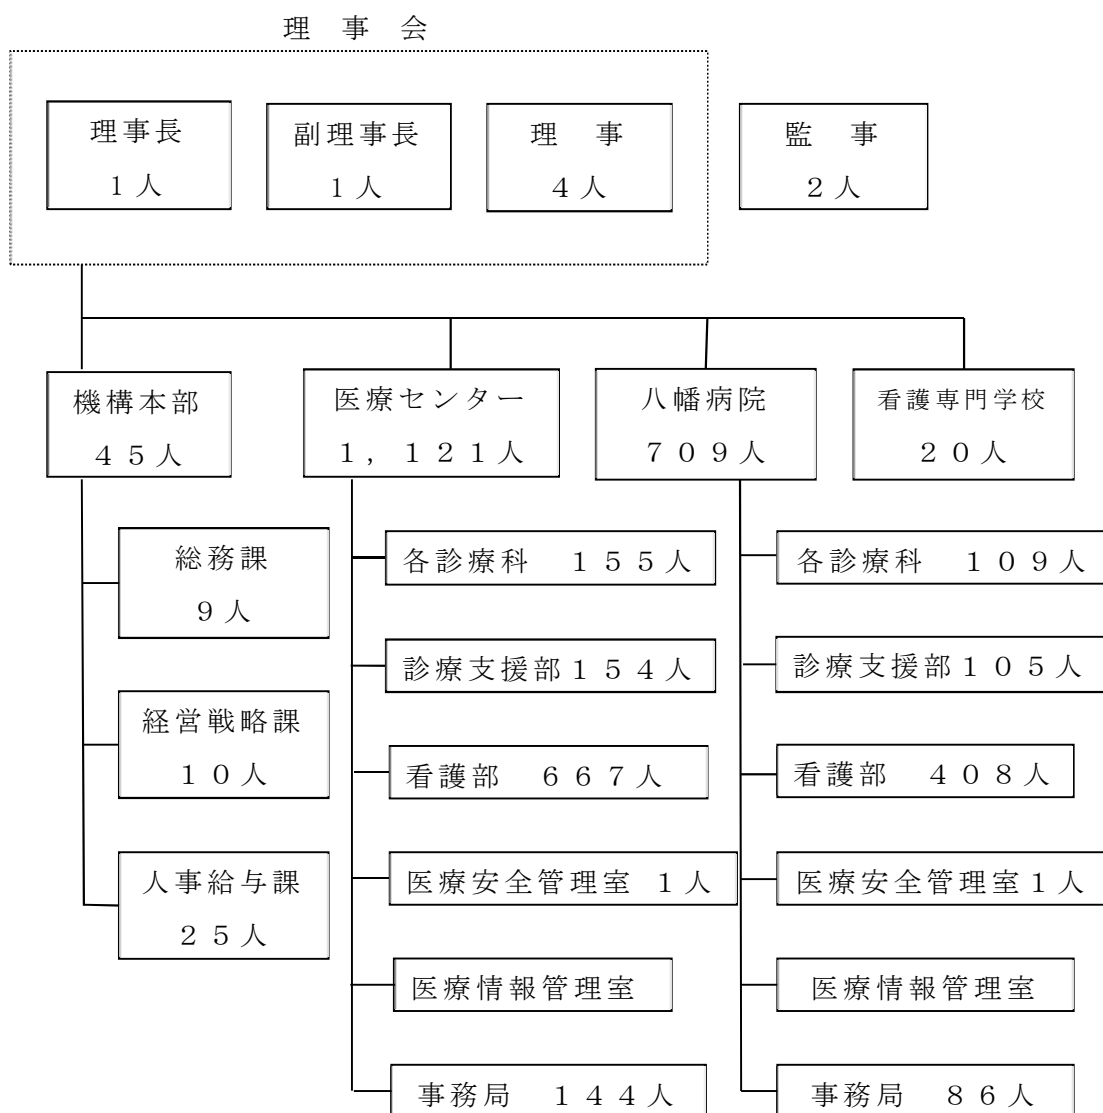 理 事 会
理事長
１人
副理事長
１人
理 事
４人
監 事
２人
機構本部
４５人
医療センター
１，１２１人
八幡病院
７０９人
看護専門学校
２０人
総務課
９人
経営戦略課
１０人
人事給与課
２５人
各診療科 １５５人
診療支援部１５４人
看護部 ６６７人
医療安全管理室 １人
医療情報管理室
事務局 １４４人
各診療科 １０９人
診療支援部１０５人
看護部 ４０８人
医療安全管理室１人
医療情報管理室
事務局 ８６人